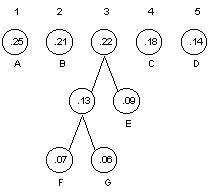 1 2 3 4 5
.25 .21 .22 .18 .14
A B C D
.13 .09
E
.07 .06
F G